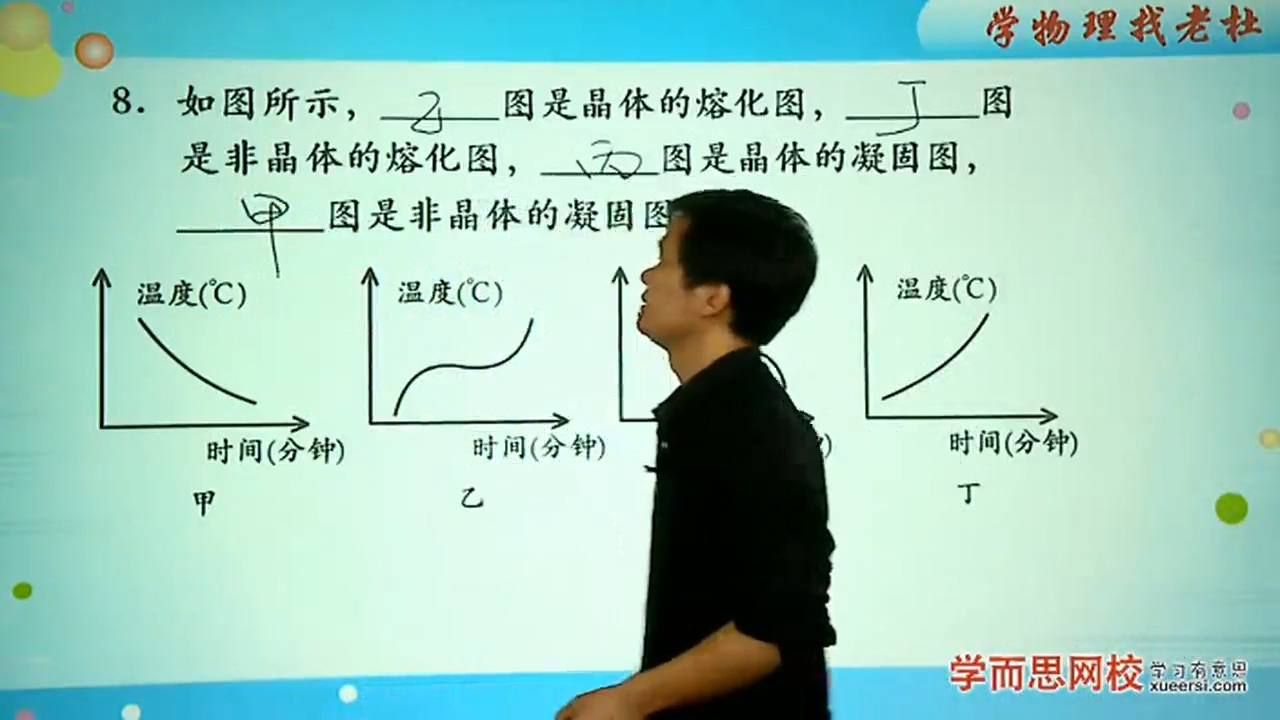 学物理找老杜
8. 如图所示,乙图是晶体的熔化图,丁图
是非晶体的熔化图,丙图是晶体的凝固图,
甲图是非晶体的凝固图
温度(℃) 温度(℃) 温度(℃)
时间(分钟) 时间(分钟) ) 时间(分钟)
甲 乙 丁
学而思网校 学习有意思
xueersi.com